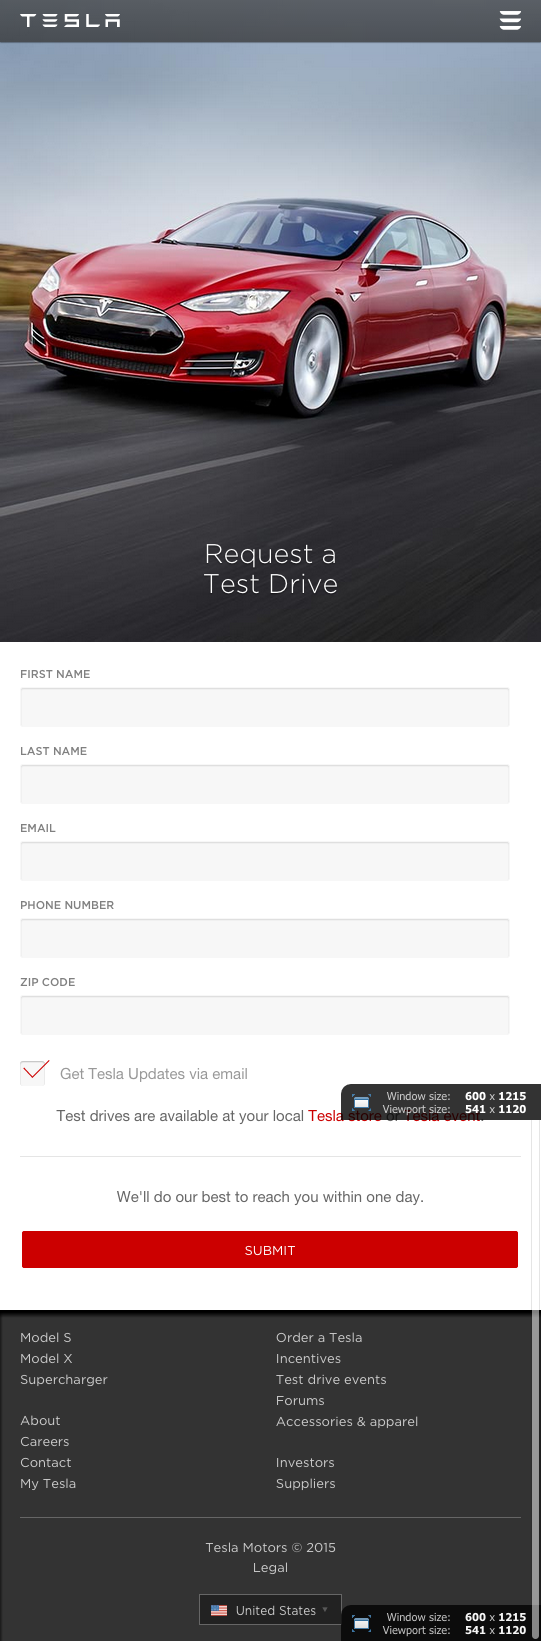 TESLA
Request a
Test Drive
FIRST NAME
LAST NAME
EMAIL
PHONE NUMBER
ZIP CODE
Get Tesla Updates via email
Window size: 600 x 1215
Viewport size: 541 x 1120
Test drives are available at your local Tesla store or Tesla event.
We'll do our best to reach you within one day.
SUBMIT
Model S
Model X
Supercharger
About
Careers
Contact
My Tesla
Order a Tesla
Incentives
Test drive events
Forums
Accessories & apparel
Investors
Suppliers
Tesla Motors © 2015
Legal
United States
Window size: 600 x 1215
Viewport size: 541 x 1120